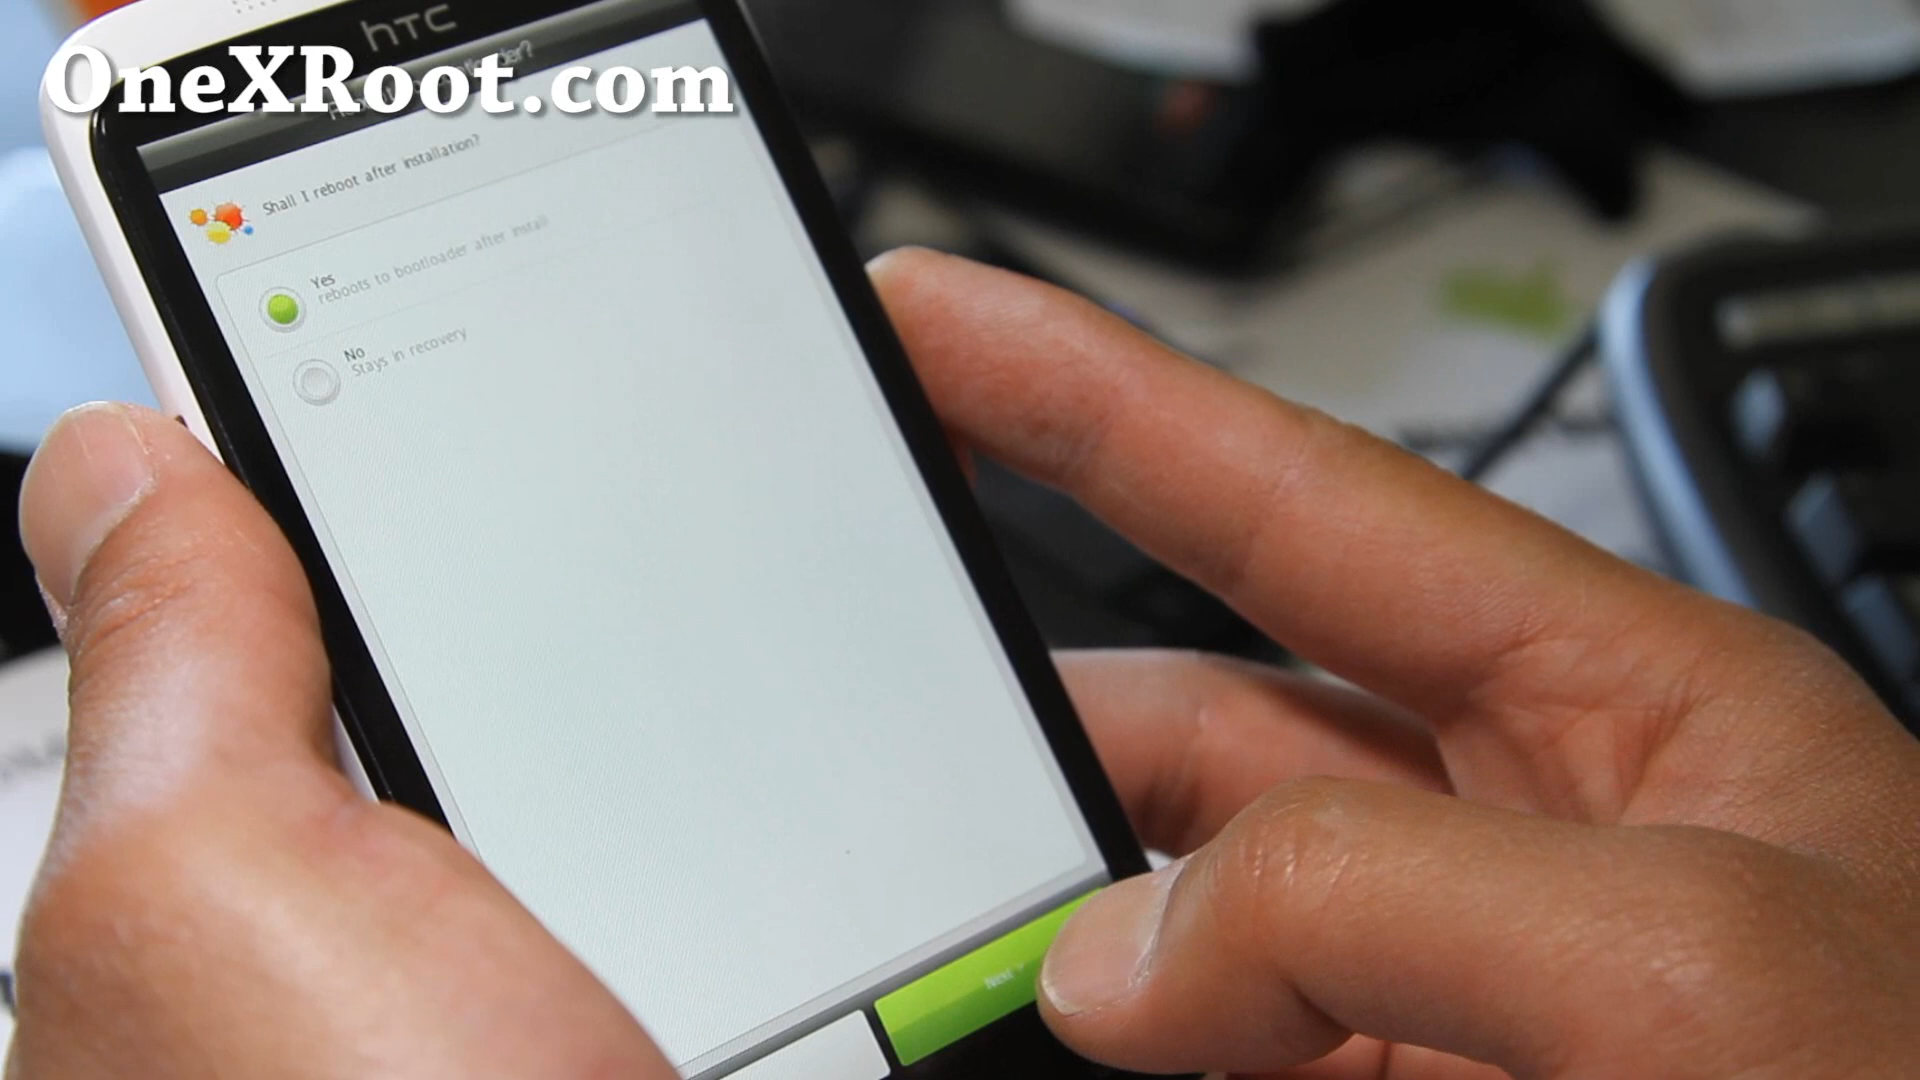 hTC
OneXRoot.com
Shall I reboot after installation?
Yes
reboots to bootloader after install
No
Stays in recovery
Next